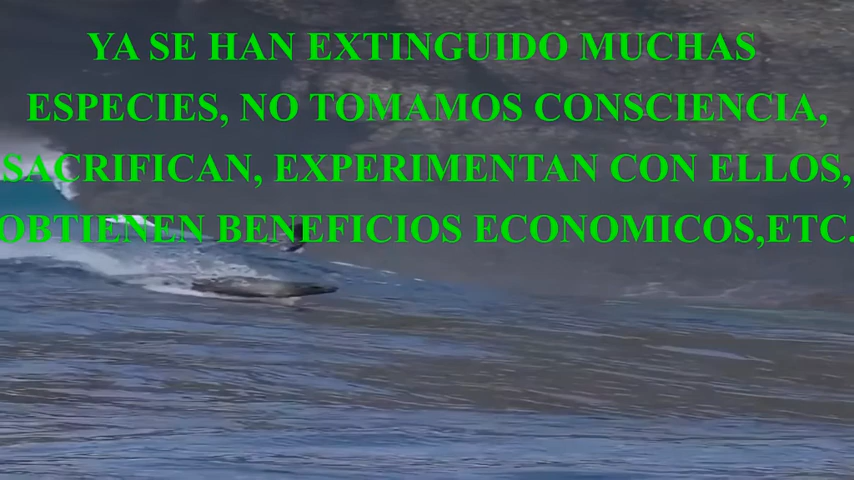 YA SE HAN EXTINGUIDO MUCHAS
ESPECIES, NO TOMAMOS CONSCIENCIA,
SACRIFICAN, EXPERIMENTAN CON ELLOS,
OBTIENEN BENEFICIOS ECONOMICOS,ETC.